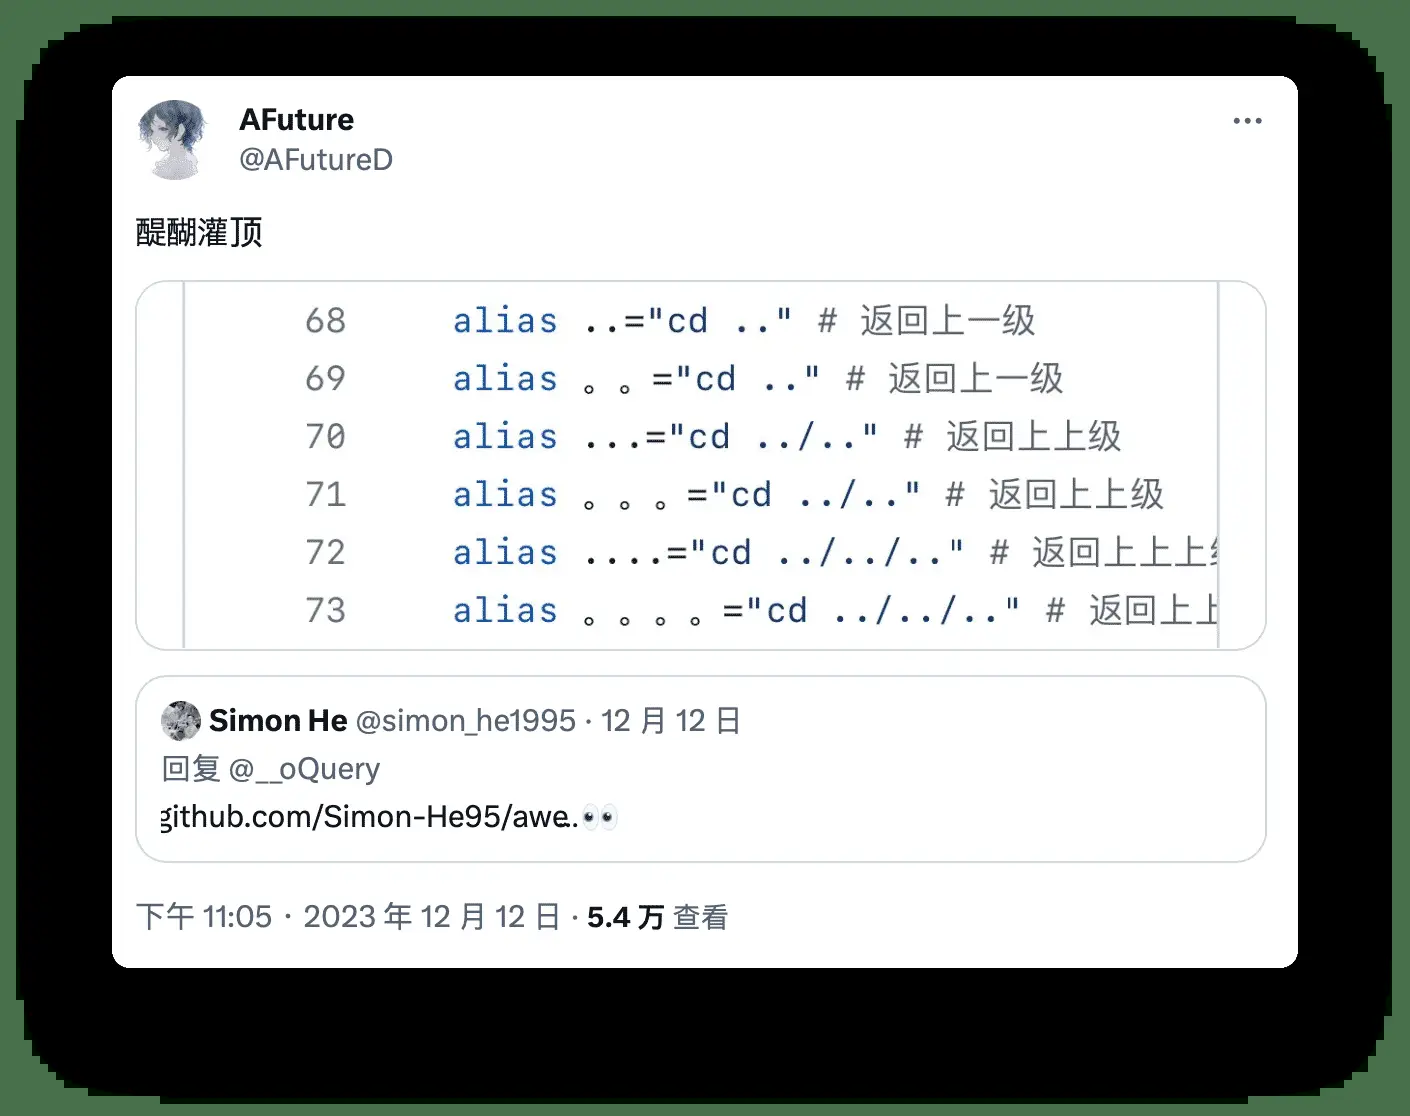 AFuture
@AFutureD
醍醐灌顶
68 alias ..="cd .." # 返回上一级
69 alias 。。="cd .." # 返回上一级
70 alias ...="cd ../.." # 返回上上级
71 alias 。。。="cd ../.." # 返回上上级
72 alias ....="cd ../../.." # 返回上上上
73 alias 。。。。="cd ../../.." # 返回上上
Simon He @simon_he1995 · 12 月 12 日
回复 @__oQuery
github.com/Simon-He95/awe..👀
下午 11:05 · 2023 年 12 月 12 日 · 5.4 万 查看